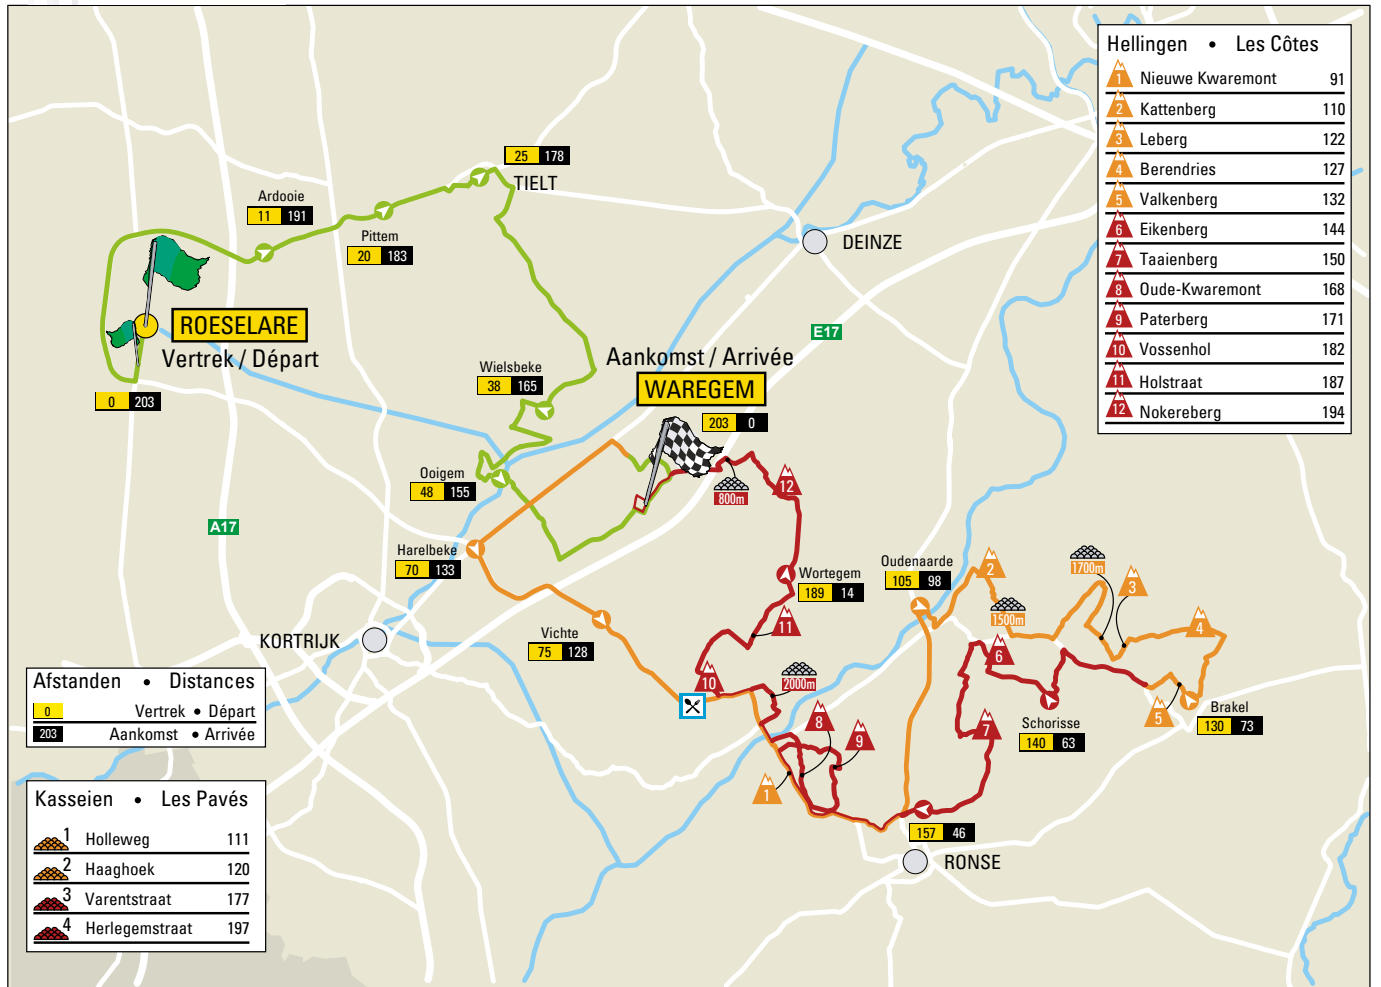 Hellingen • Les Côtes
1 Nieuwe Kwaremont 91
2 Kattenberg 110
3 Leberg 122
4 Berendries 127
5 Valkenberg 132
6 Eikenberg 144
7 Taaienberg 150
8 Oude-Kwaremont 168
9 Paterberg 171
10 Vossenhol 182
11 Holstraat 187
12 Nokereberg 194
25 178
TIELT
Ardooie
11 191
Pittem
20 183
DEINZE
ROESELARE
Vertrek / Départ
0 203
E17
Aankomst / Arrivée
WAREGEM
203 0
Wielsbeke
38 165
Ooigem
48 155
800m
12
A17
Harelbeke
70 133
Wortegem
189 14
Oudenaarde
105 98
2
1700m
3
1500m
4
11
KORTRIJK
Vichte
75 128
10
2000m
6
8
9
7
Schorisse
140 63
5
Brakel
130 73
1
157 46
RONSE
Afstanden • Distances
0 Vertrek • Départ
203 Aankomst • Arrivée
Kasseien • Les Pavés
1 Holleweg 111
2 Haaghoek 120
3 Varentstraat 177
4 Herlegemstraat 197